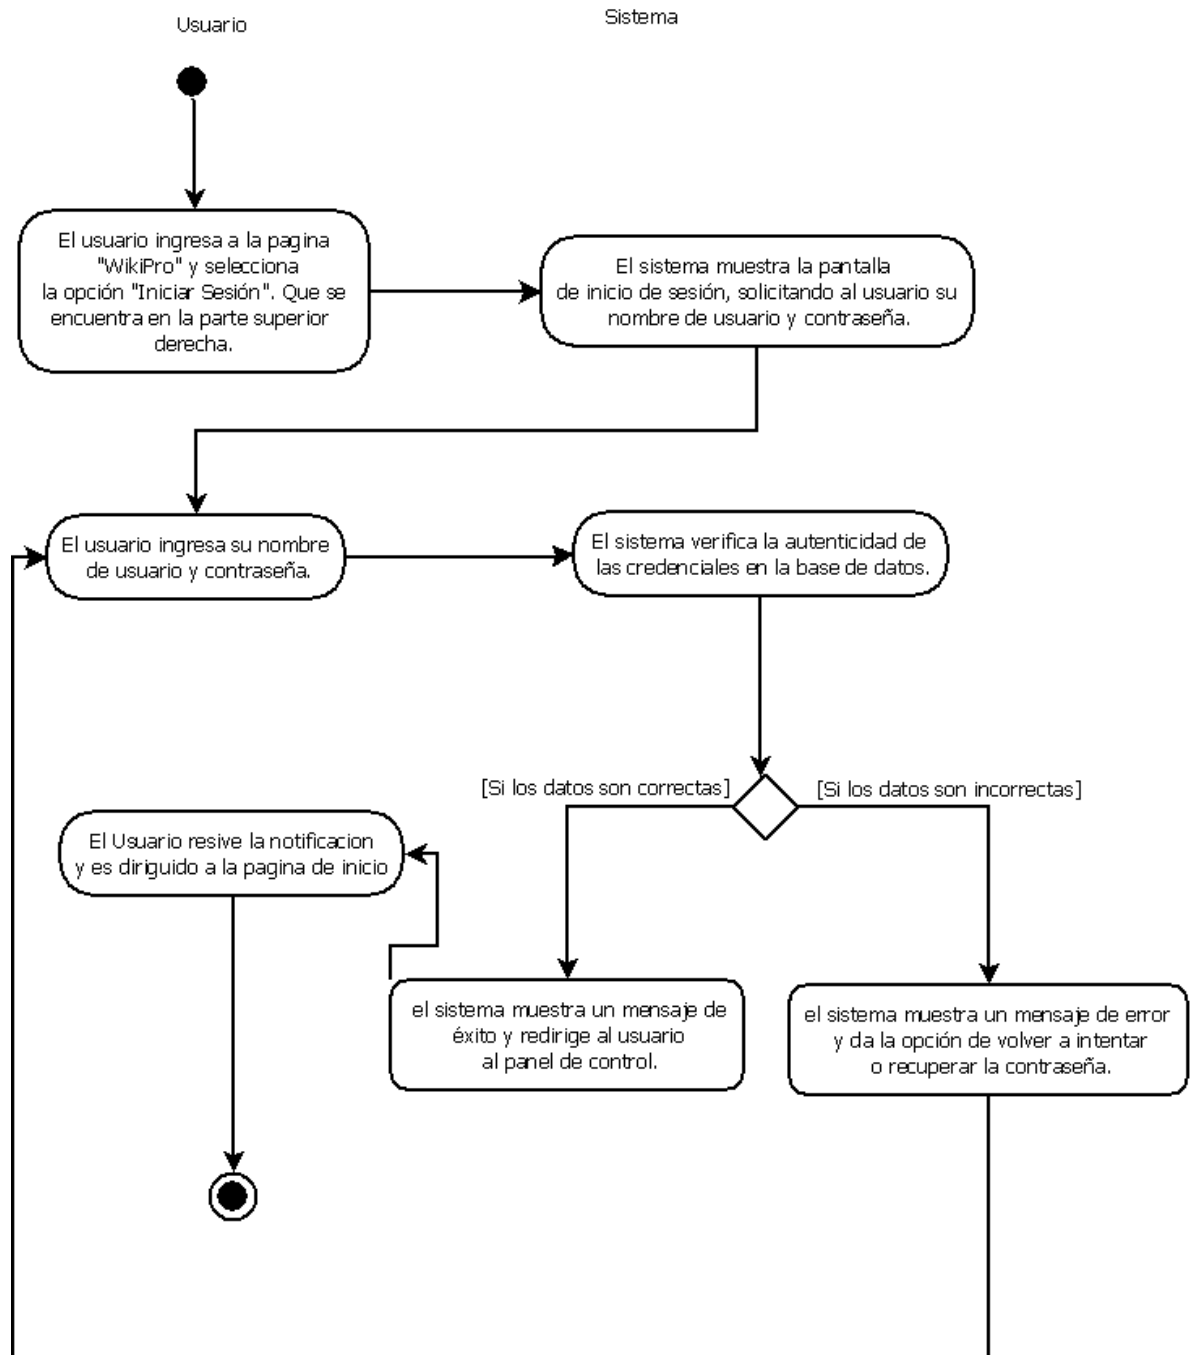 Usuario
Sistema
El usuario ingresa a la pagina
"WikiPro" y selecciona
la opción "Iniciar Sesión". Que se
encuentra en la parte superior
derecha.
El sistema muestra la pantalla
de inicio de sesión, solicitando al usuario su
nombre de usuario y contraseña.
El usuario ingresa su nombre
de usuario y contraseña.
El sistema verifica la autenticidad de
las credenciales en la base de datos.
[Si los datos son correctas]
[Si los datos son incorrectas]
El Usuario resive la notificacion
y es diriguido a la pagina de inicio
el sistema muestra un mensaje de
éxito y redirige al usuario
al panel de control.
el sistema muestra un mensaje de error
y da la opción de volver a intentar
o recuperar la contraseña.